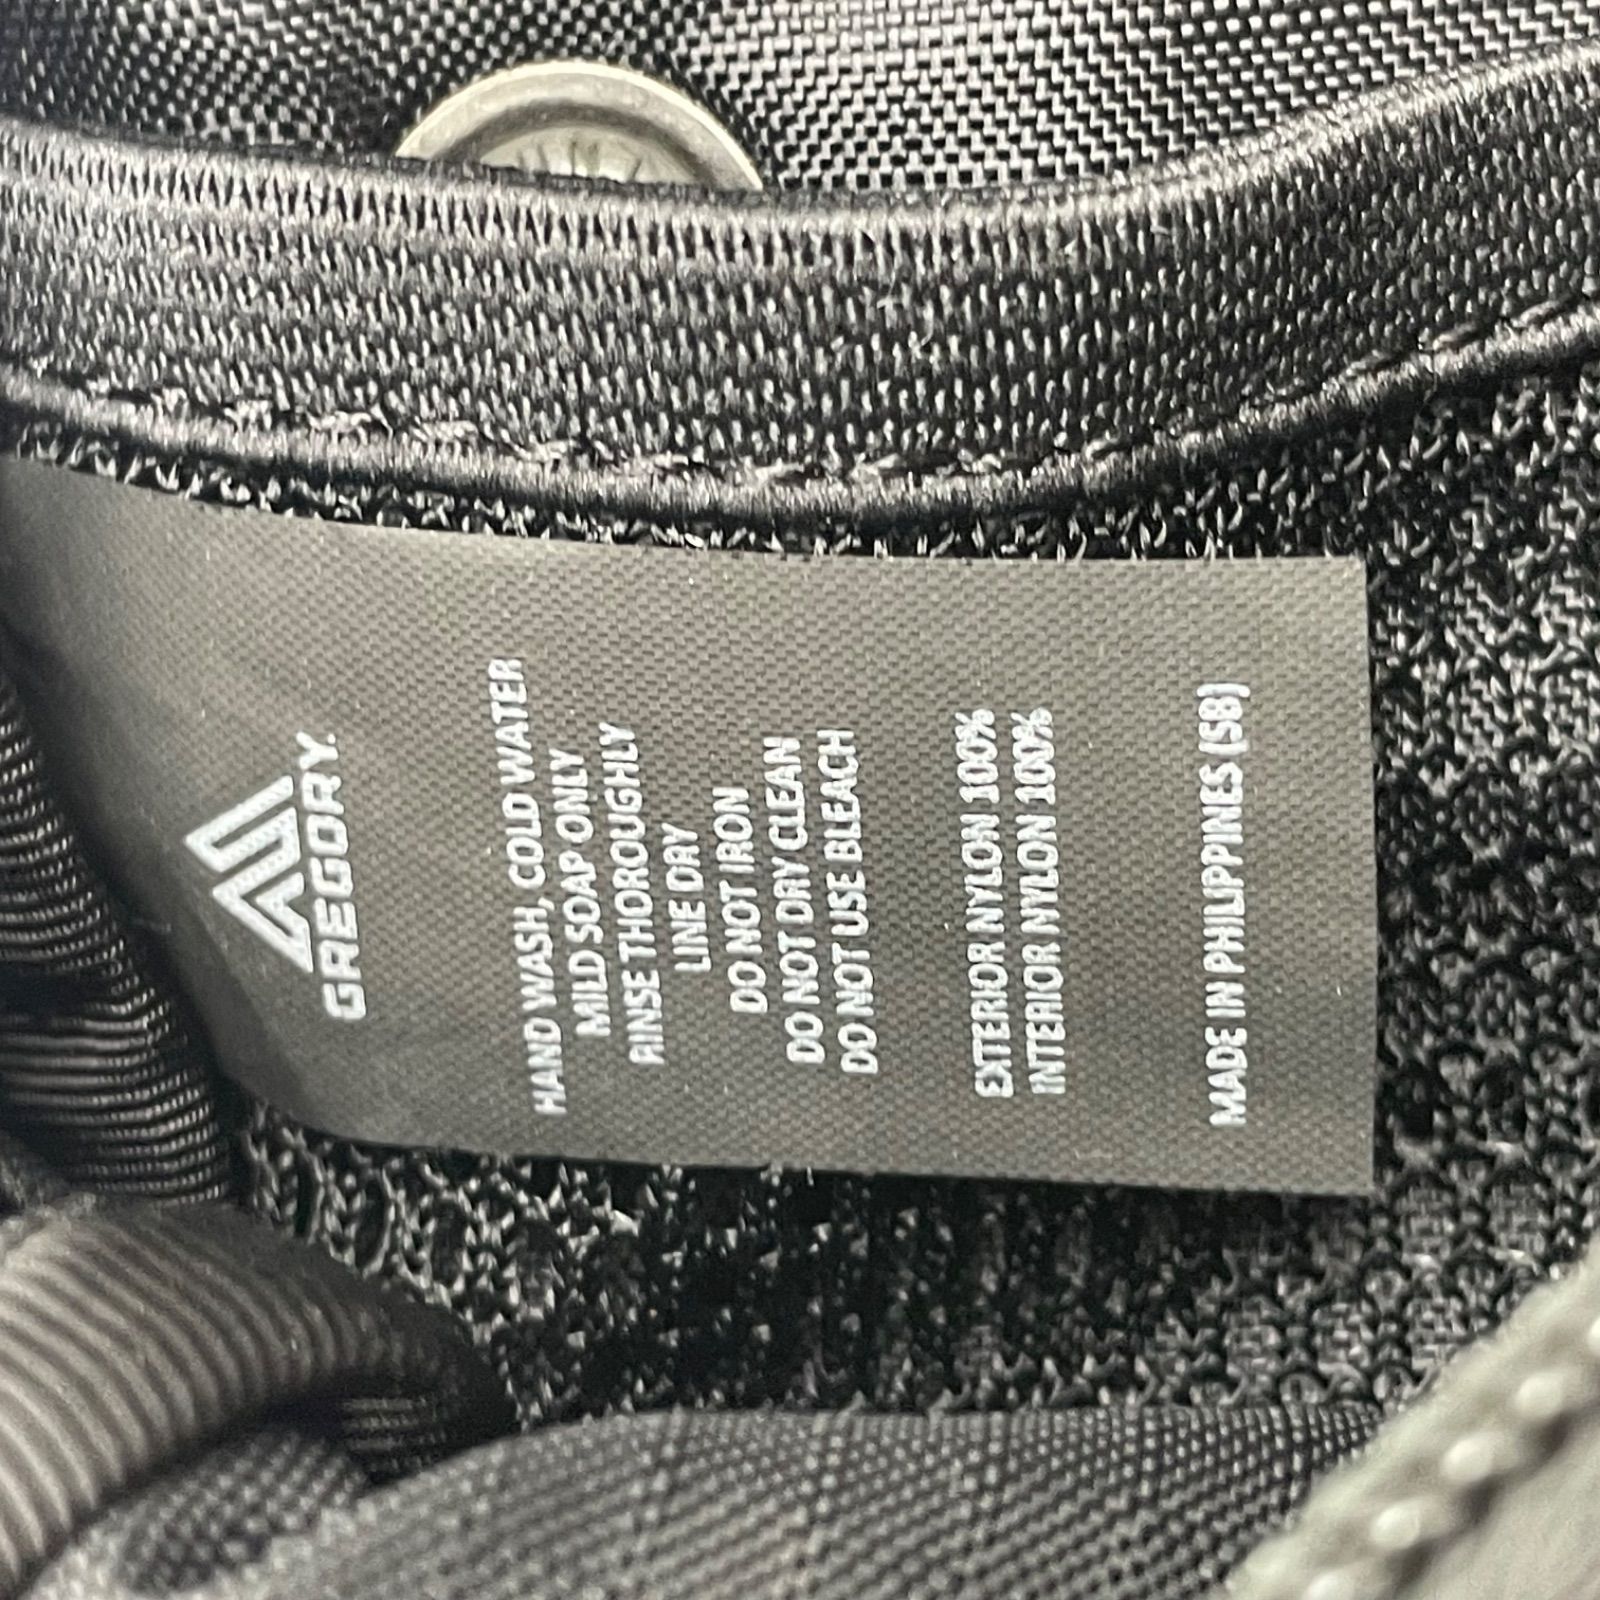 GREGORY.
HAND WASH, COLD WATER
MILD SOAP ONLY
RINSE THOROUGHLY
LINE DRY
DO NOT IRON
DO NOT DRY CLEAN
DO NOT USE BLEACH
EXTERIOR NYLON 100%
INTERIOR NYLON 100%
MADE IN PHILIPPINES (SB)